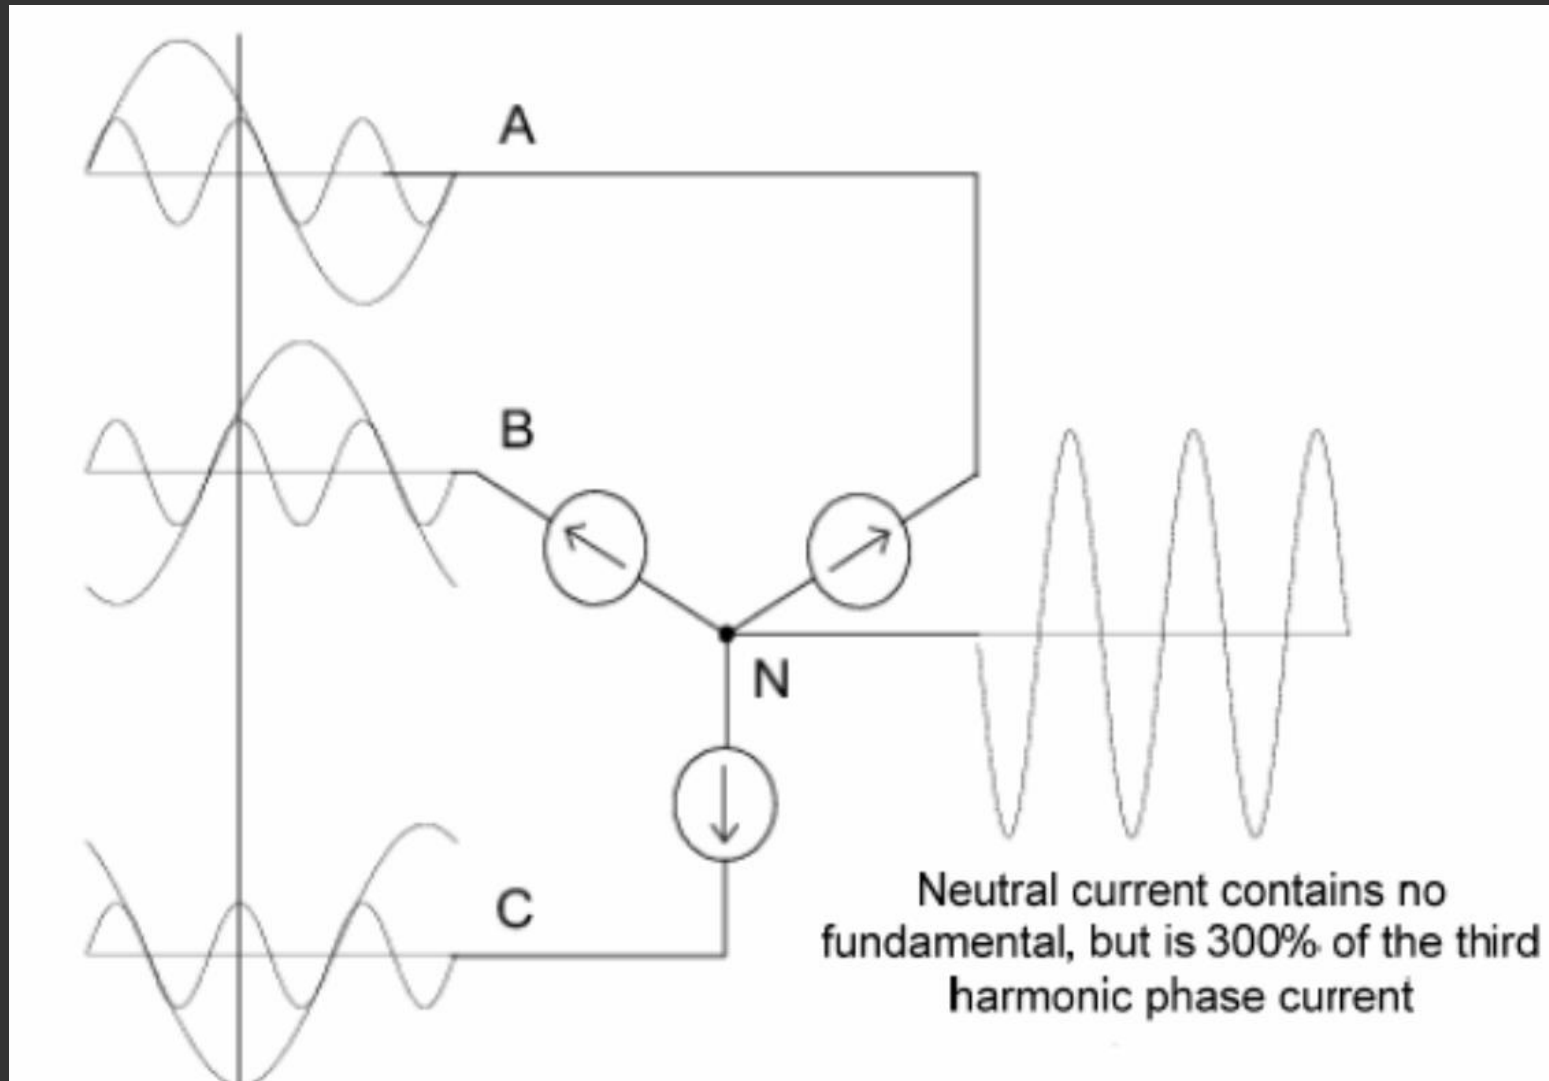 A
B
N
C
Neutral current contains no
fundamental, but is 300% of the third
harmonic phase current